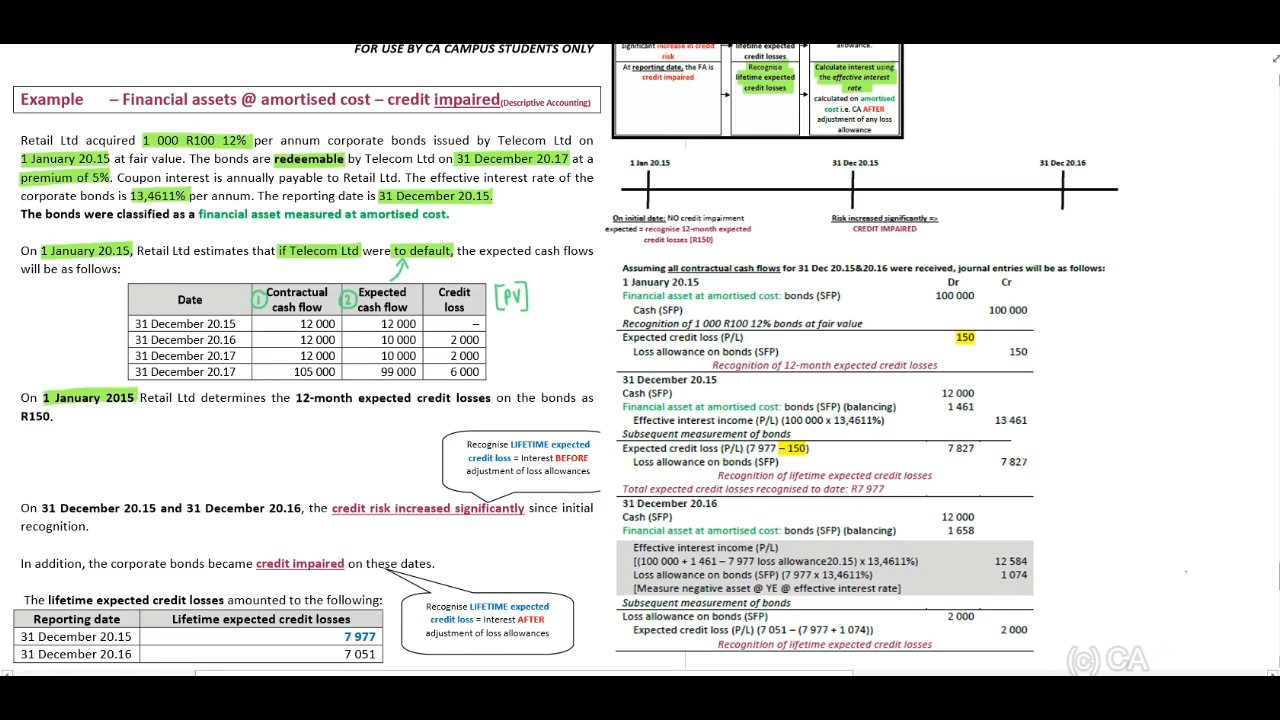 FOR USE BY CA CAMPUS STUDENTS ONLY
Example – Financial assets @ amortised cost – credit impaired(Descriptive Accounting)
Retail Ltd acquired 1 000 R100 12% per annum corporate bonds issued by Telecom Ltd on
1 January 20.15 at fair value. The bonds are redeemable by Telecom Ltd on 31 December 20.17 at a
premium of 5%. Coupon interest is annually payable to Retail Ltd. The effective interest rate of the
corporate bonds is 13,4611% per annum. The reporting date is 31 December 20.15.
The bonds were classified as a financial asset measured at amortised cost.
On 1 January 20.15, Retail Ltd estimates that if Telecom Ltd were to default, the expected cash flows
will be as follows:
Date ① Contractual cash flow ② Expected cash flow Credit loss [PV]
31 December 20.15 12 000 12 000 –
31 December 20.16 12 000 10 000 2 000
31 December 20.17 12 000 10 000 2 000
31 December 20.17 105 000 99 000 6 000
On 1 January 2015 Retail Ltd determines the 12-month expected credit losses on the bonds as
R150.
Recognise LIFETIME expected
credit loss = Interest BEFORE
adjustment of loss allowances
On 31 December 20.15 and 31 December 20.16, the credit risk increased significantly since initial
recognition.
In addition, the corporate bonds became credit impaired on these dates.
Recognise LIFETIME expected
credit loss = Interest AFTER
adjustment of loss allowances
The lifetime expected credit losses amounted to the following:
Reporting date Lifetime expected credit losses
31 December 20.15 7 977
31 December 20.16 7 051
significant increase in credit
risk
lifetime expected
credit losses.
allowance.
At reporting date, the FA is
credit impaired
Recognise
lifetime expected
credit losses
Calculate interest using
the effective interest
rate
calculated on amortised
cost i.e. CA AFTER
adjustment of any loss
allowance
1 Jan 20.15 31 Dec 20.15 31 Dec 20.16
On initial date: NO credit impairment
expected = recognise 12-month expected
credit losses [R150]
Risk increased significantly =>
CREDIT IMPAIRED
Assuming all contractual cash flows for 31 Dec 20.15&20.16 were received, journal entries will be as follows:
1 January 20.15 Dr Cr
Financial asset at amortised cost: bonds (SFP) 100 000
Cash (SFP) 100 000
Recognition of 1 000 R100 12% bonds at fair value
Expected credit loss (P/L) 150
Loss allowance on bonds (SFP) 150
Recognition of 12-month expected credit losses
31 December 20.15
Cash (SFP) 12 000
Financial asset at amortised cost: bonds (SFP) (balancing) 1 461
Effective interest income (P/L) (100 000 x 13,4611%) 13 461
Subsequent measurement of bonds
Expected credit loss (P/L) (7 977 – 150) 7 827
Loss allowance on bonds (SFP) 7 827
Recognition of lifetime expected credit losses
Total expected credit losses recognised to date: R7 977
31 December 20.16
Cash (SFP) 12 000
Financial asset at amortised cost: bonds (SFP) (balancing) 1 658
Effective interest income (P/L)
[(100 000 + 1 461 – 7 977 loss allowance20.15) x 13,4611%) 12 584
Loss allowance on bonds (SFP) (7 977 x 13,4611%) 1 074
[Measure negative asset @ YE @ effective interest rate]
Subsequent measurement of bonds
Loss allowance on bonds (SFP) 2 000
Expected credit loss (P/L) (7 051 – (7 977 + 1 074)) 2 000
Recognition of lifetime expected credit losses
(c) CA